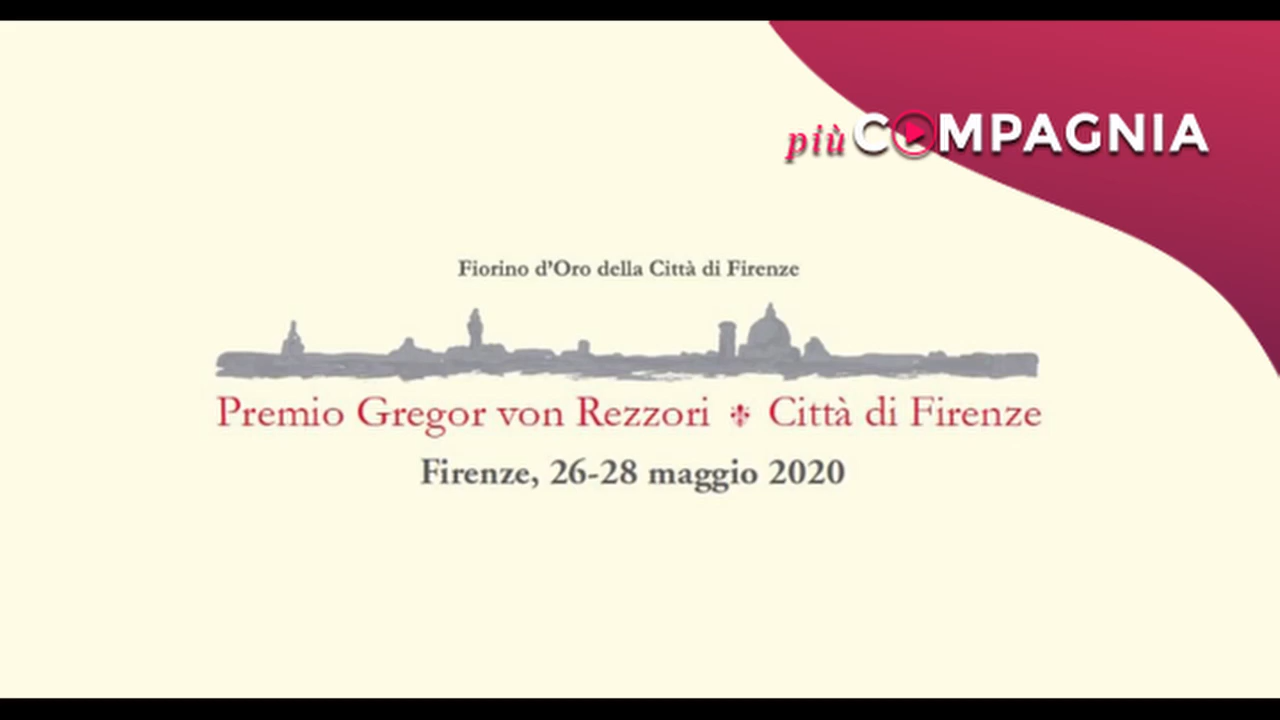 più COMPAGNIA
Fiorino d'Oro della Città di Firenze
Premio Gregor von Rezzori Città di Firenze
Firenze, 26-28 maggio 2020